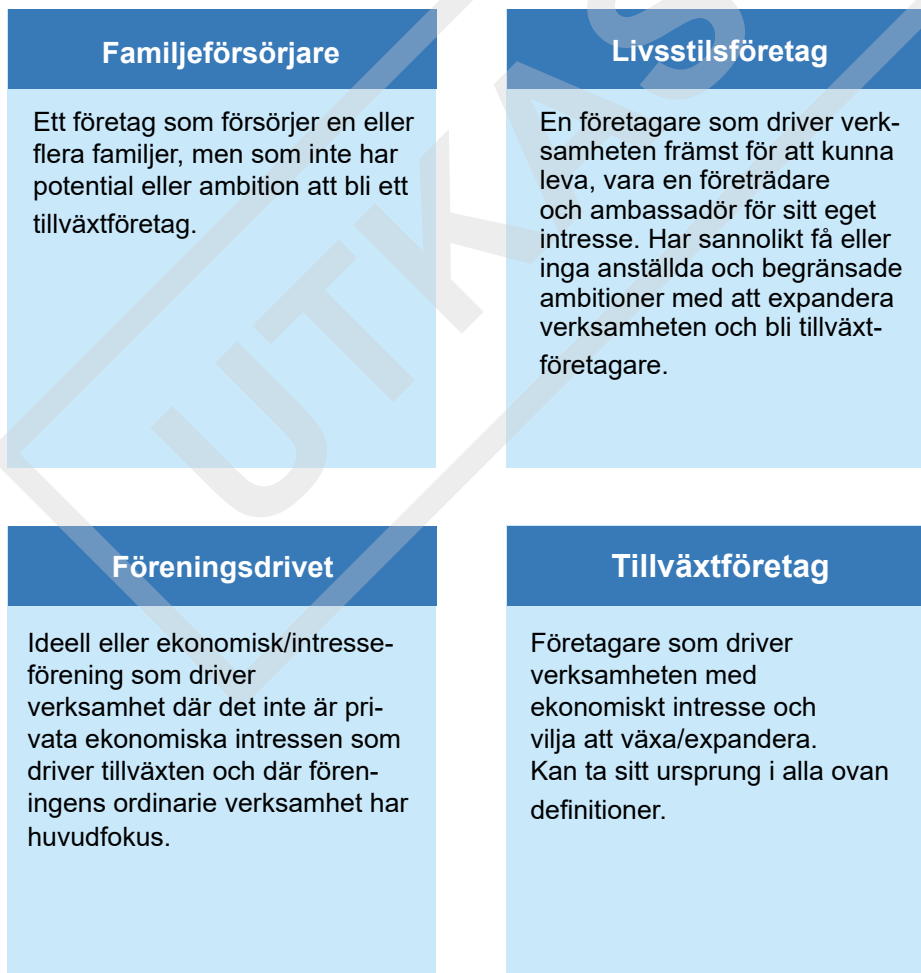 Familjeförsörjare
Ett företag som försörjer en eller
flera familjer, men som inte har
potential eller ambition att bli ett
tillväxtföretag.
Livsstilsföretag
En företagare som driver verk-
samheten främst för att kunna
leva, vara en företrädare
och ambassadör för sitt eget
intresse. Har sannolikt få eller
inga anställda och begränsade
ambitioner med att expandera
verksamheten och bli tillväxt-
företagare.
Föreningsdrivet
Ideell eller ekonomisk/intresse-
förening som driver
verksamhet där det inte är pri-
vata ekonomiska intressen som
driver tillväxten och där fören-
ingens ordinarie verksamhet har
huvudfokus.
Tillväxtföretag
Företagare som driver
verksamheten med
ekonomiskt intresse och
vilja att växa/expandera.
Kan ta sitt ursprung i alla ovan
definitioner.
UTKAS